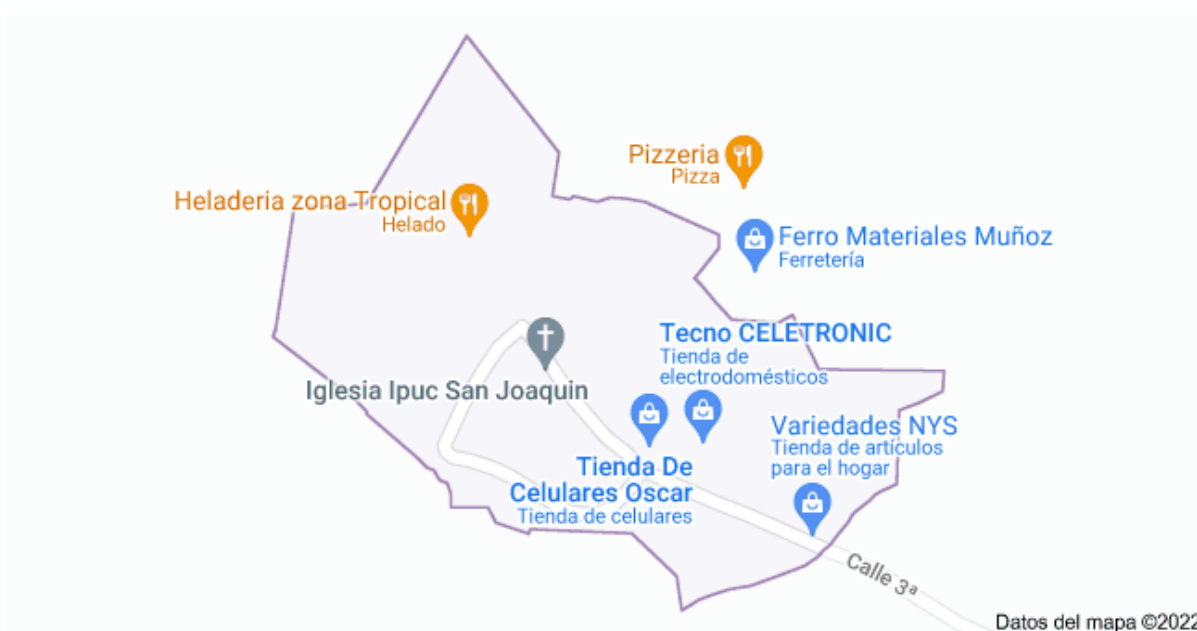 Pizzeria
Pizza
Heladeria zona Tropical
Helado
Ferro Materiales Muñoz
Ferretería
Tecno CELETRONIC
Tienda de
electrodomésticos
Iglesia Ipuc San Joaquin
Variedades NYS
Tienda de artículos
para el hogar
Tienda De
Celulares Oscar
Tienda de celulares
Calle 3ª
Datos del mapa ©2022